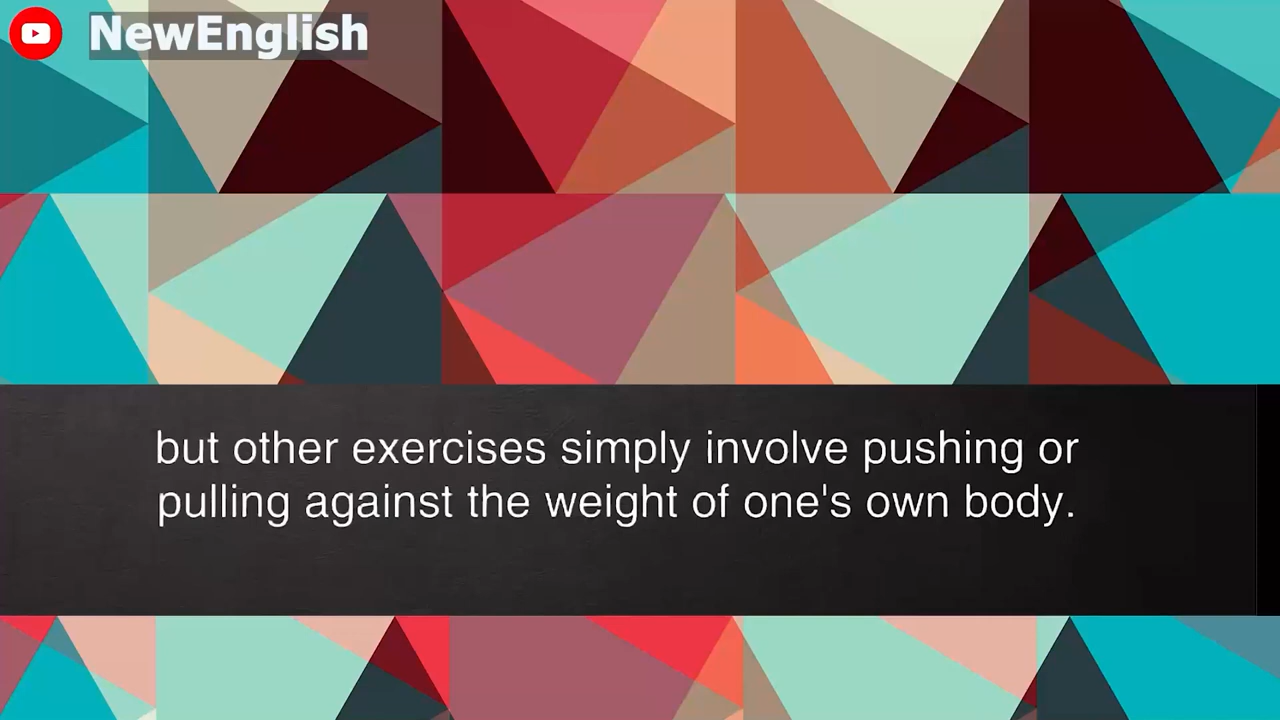 NewEnglish
but other exercises simply involve pushing or
pulling against the weight of one's own body.